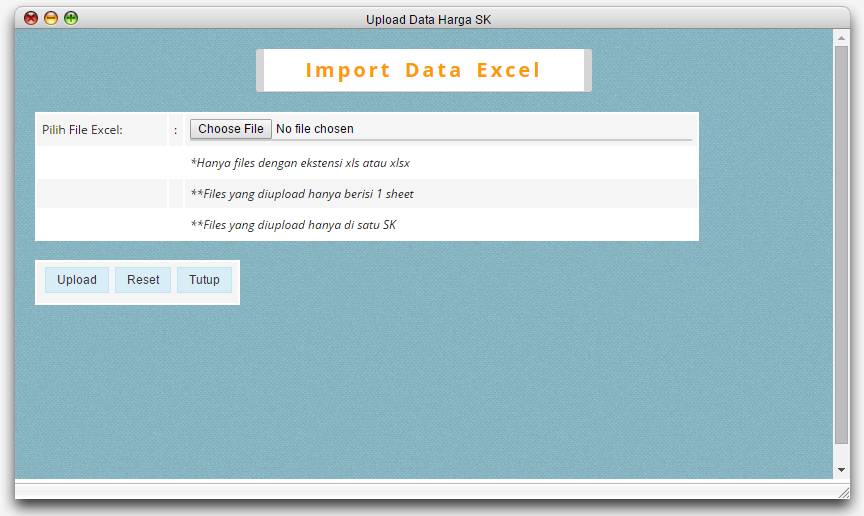 Upload Data Harga SK
Import Data Excel
Pilih File Excel: : Choose File No file chosen
*Hanya files dengan ekstensi xls atau xlsx
**Files yang diupload hanya berisi 1 sheet
**Files yang diupload hanya di satu SK
Upload Reset Tutup